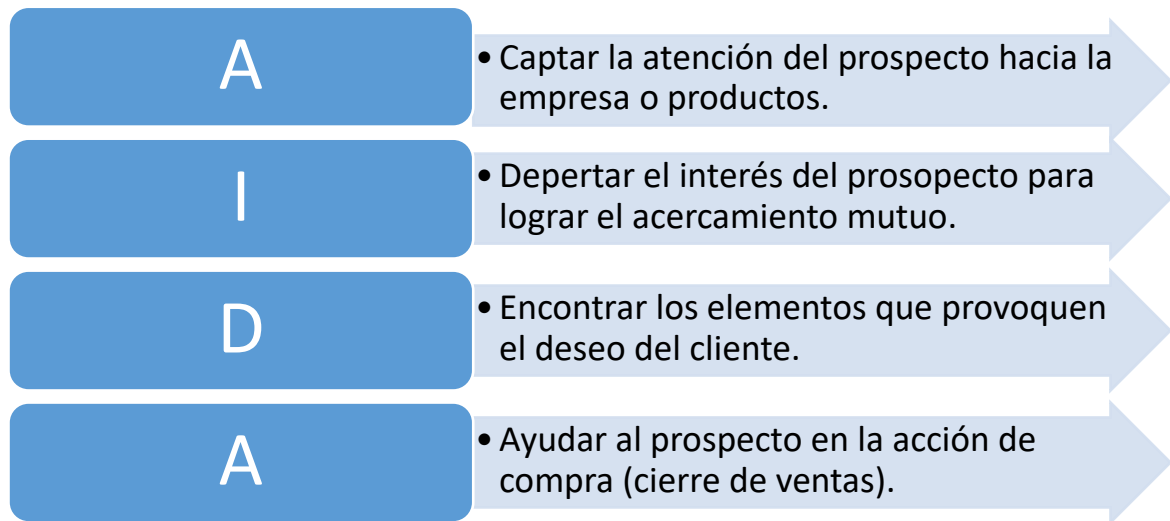 A
• Captar la atención del prospecto hacia la
empresa o productos.
I
• Depertar el interés del prosopecto para
lograr el acercamiento mutuo.
D
• Encontrar los elementos que provoquen
el deseo del cliente.
A
• Ayudar al prospecto en la acción de
compra (cierre de ventas).